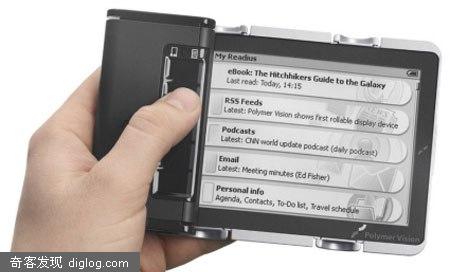 My Readius
eBook: The Hitchhikers Guide to the Galaxy
Last read: Today, 14:15
RSS Feeds
Latest: Polymer Vision shows first rollable display device
Podcasts
Latest: CNN world update podcast (daily podcast)
Email
Latest: Meeting minutes (Ed Fisher)
Personal info
Agenda, Contacts, To-Do list, Travel schedule
Polymer Vision
奇客发现 diglog.com